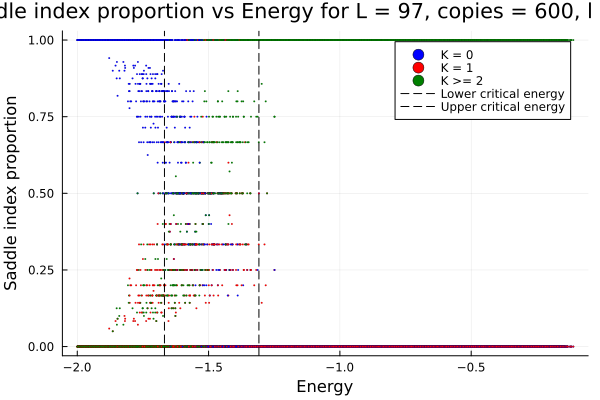 dle index proportion vs Energy for L = 97, copies = 600,
1.00
0.75
0.50
0.25
0.00
Saddle index proportion
K = 0
K = 1
K >= 2
Lower critical energy
Upper critical energy
−2.0 −1.5 −1.0 −0.5
Energy